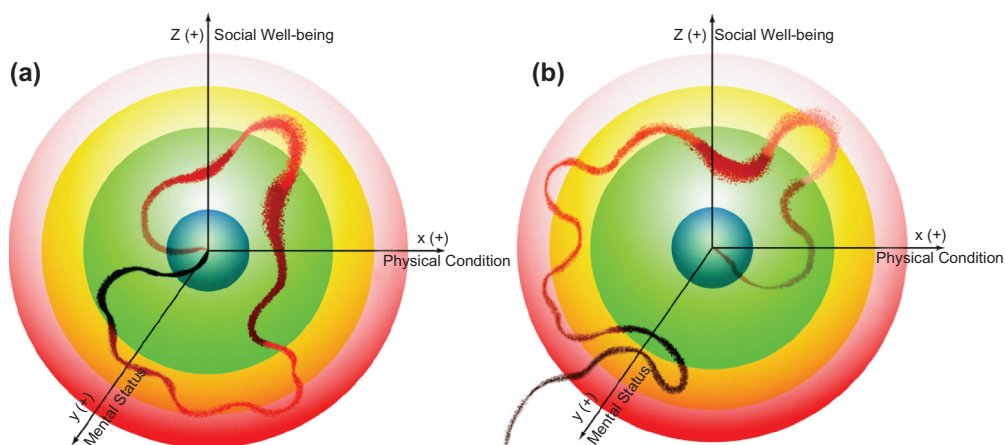 Z (+) Social Well-being
(a)
x (+)
Physical Condition
y (+)
Mental Status
Z (+) Social Well-being
(b)
x (+)
Physical Condition
y (+)
Mental Status